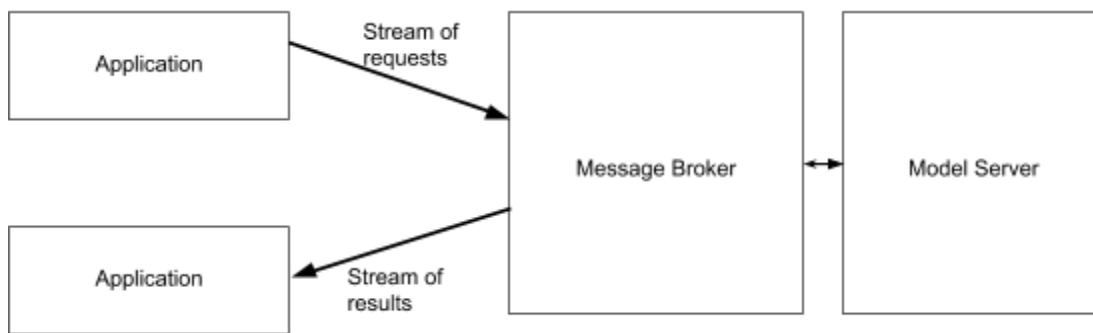 Application
Stream of
requests
Message Broker
Model Server
Application
Stream of
results